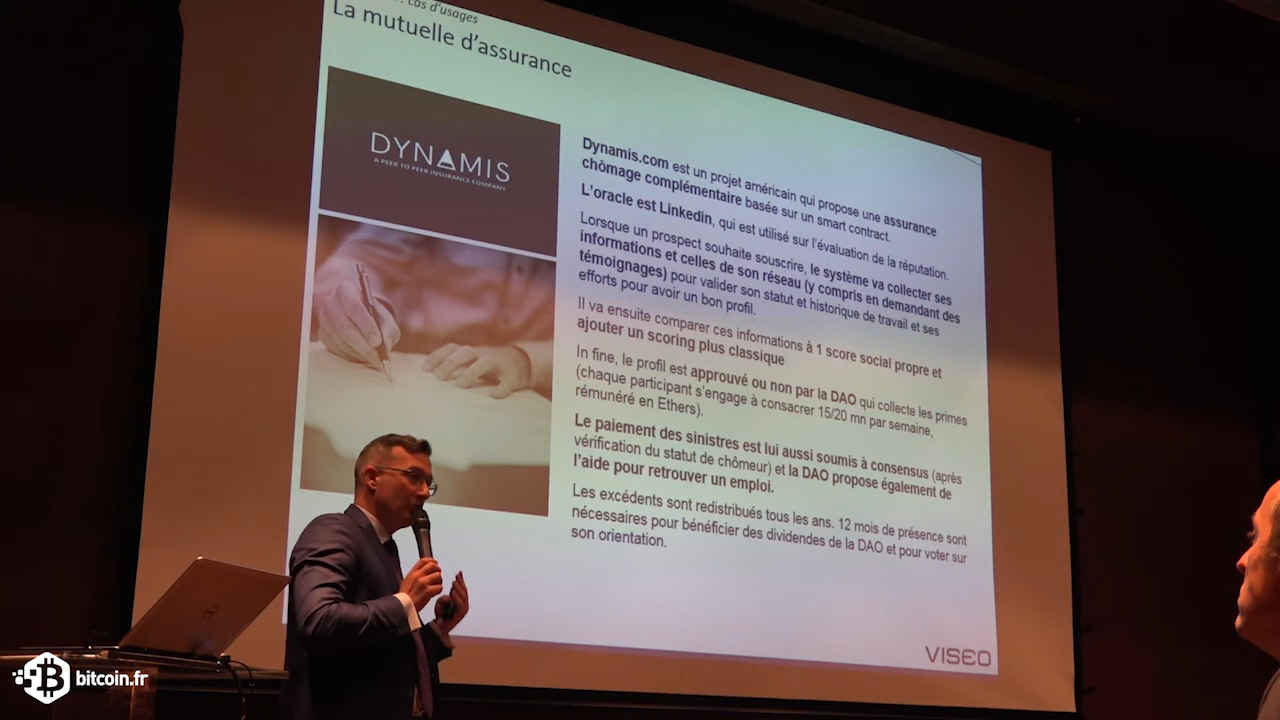 cas d'usages
La mutuelle d'assurance
DYNAMIS
A PEER TO PEER INSURANCE COMPANY
Dynamis.com est un projet américain qui propose une assurance
chômage complémentaire basée sur un smart contract.
L'oracle est Linkedin, qui est utilisé sur l'évaluation de la réputation.
Lorsque un prospect souhaite souscrire, le système va collecter ses
informations et celles de son réseau (y compris en demandant des
témoignages) pour valider son statut et historique de travail et ses
efforts pour avoir un bon profil.
Il va ensuite comparer ces informations à 1 score social propre et
ajouter un scoring plus classique
In fine, le profil est approuvé ou non par la DAO qui collecte les primes
(chaque participant s'engage à consacrer 15/20 mn par semaine,
rémunéré en Ethers).
Le paiement des sinistres est lui aussi soumis à consensus (après
vérification du statut de chômeur) et la DAO propose également de
l'aide pour retrouver un emploi.
Les excédents sont redistribués tous les ans. 12 mois de présence sont
nécessaires pour bénéficier des dividendes de la DAO et pour voter sur
son orientation.
VISEO
bitcoin.fr